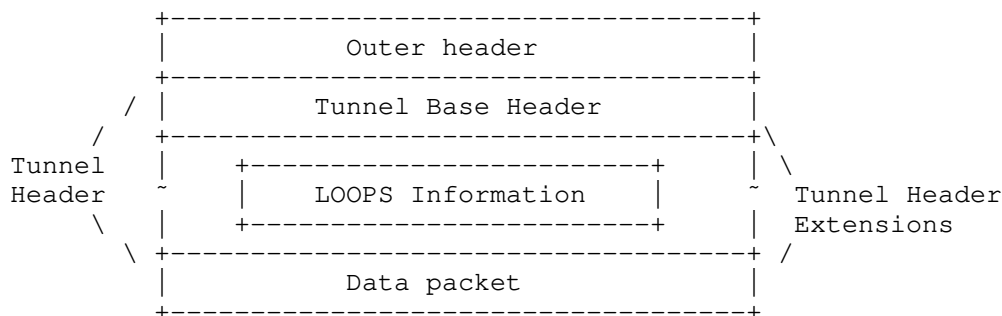 Outer header
Tunnel Base Header
Tunnel
Header
LOOPS Information
Tunnel Header
Extensions
Data packet